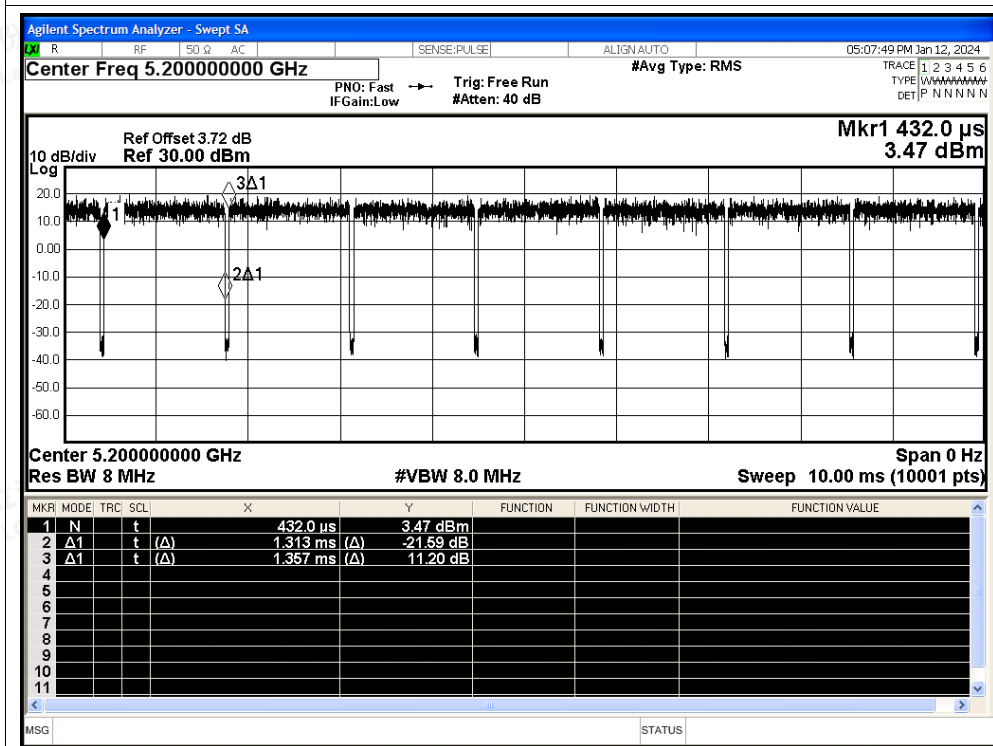 Agilent Spectrum Analyzer - Swept SA
LXI R RF 50 Ω AC SENSE:PULSE ALIGN AUTO 05:07:49 PM Jan 12, 2024
Center Freq 5.200000000 GHz #Avg Type: RMS TRACE 1 2 3 4 5 6
PNO: Fast Trig: Free Run TYPE WWWWWW
IFGain:Low #Atten: 40 dB DET P N N N N N
Mkr1 432.0 µs
Ref Offset 3.72 dB
10 dB/div Ref 30.00 dBm 3.47 dBm
Log
20.0
10.0
0.00
-10.0
-20.0
-30.0
-40.0
-50.0
-60.0
1
3Δ1
2Δ1
Center 5.200000000 GHz Span 0 Hz
Res BW 8 MHz #VBW 8.0 MHz Sweep 10.00 ms (10001 pts)
MKR MODE TRC SCL X Y FUNCTION FUNCTION WIDTH FUNCTION VALUE
1 N t 432.0 µs 3.47 dBm
2 Δ1 t (Δ) 1.313 ms (Δ) -21.59 dB
3 Δ1 t (Δ) 1.357 ms (Δ) 11.20 dB
4
5
6
7
8
9
10
11
MSG STATUS